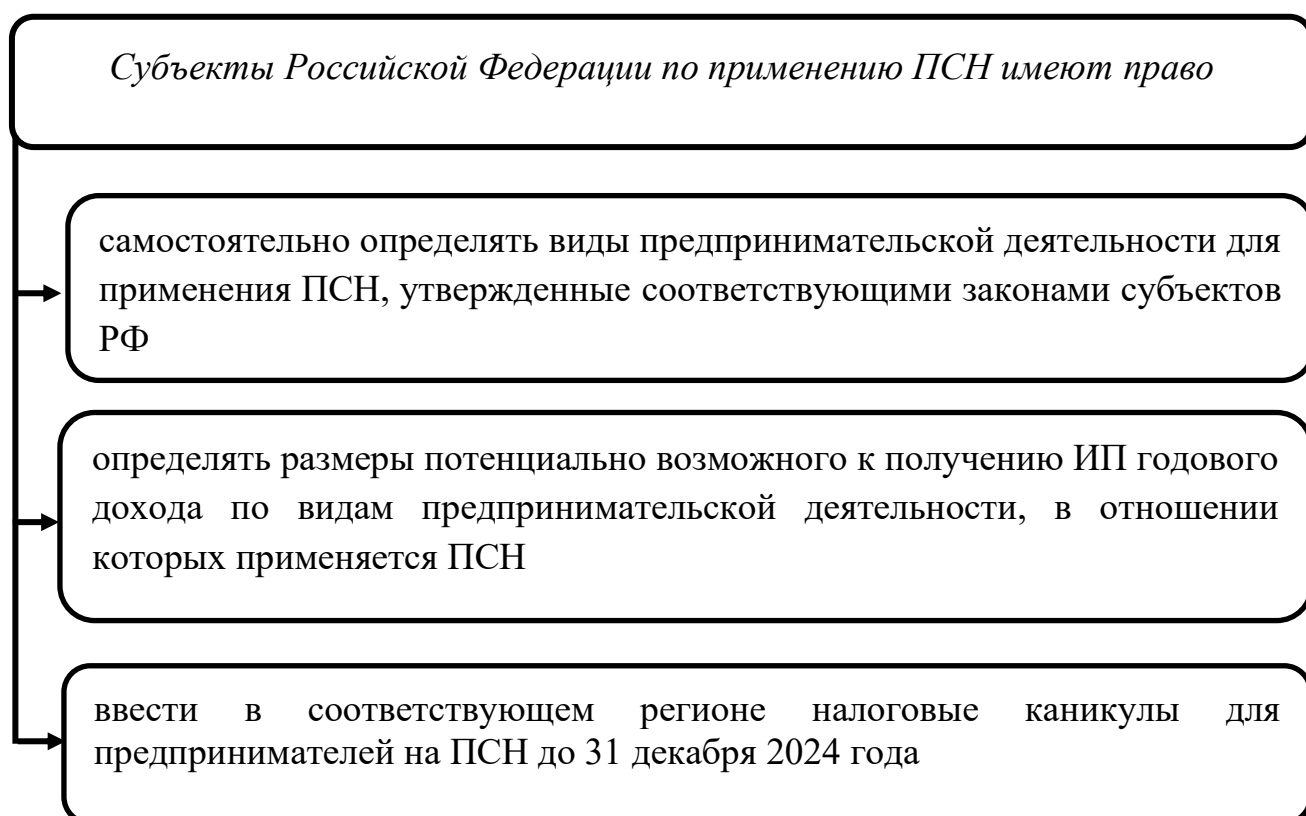 Субъекты Российской Федерации по применению ПСН имеют право
самостоятельно определять виды предпринимательской деятельности для
применения ПСН, утвержденные соответствующими законами субъектов
РФ
определять размеры потенциально возможного к получению ИП годового
дохода по видам предпринимательской деятельности, в отношении
которых применяется ПСН
ввести в соответствующем регионе налоговые каникулы для
предпринимателей на ПСН до 31 декабря 2024 года